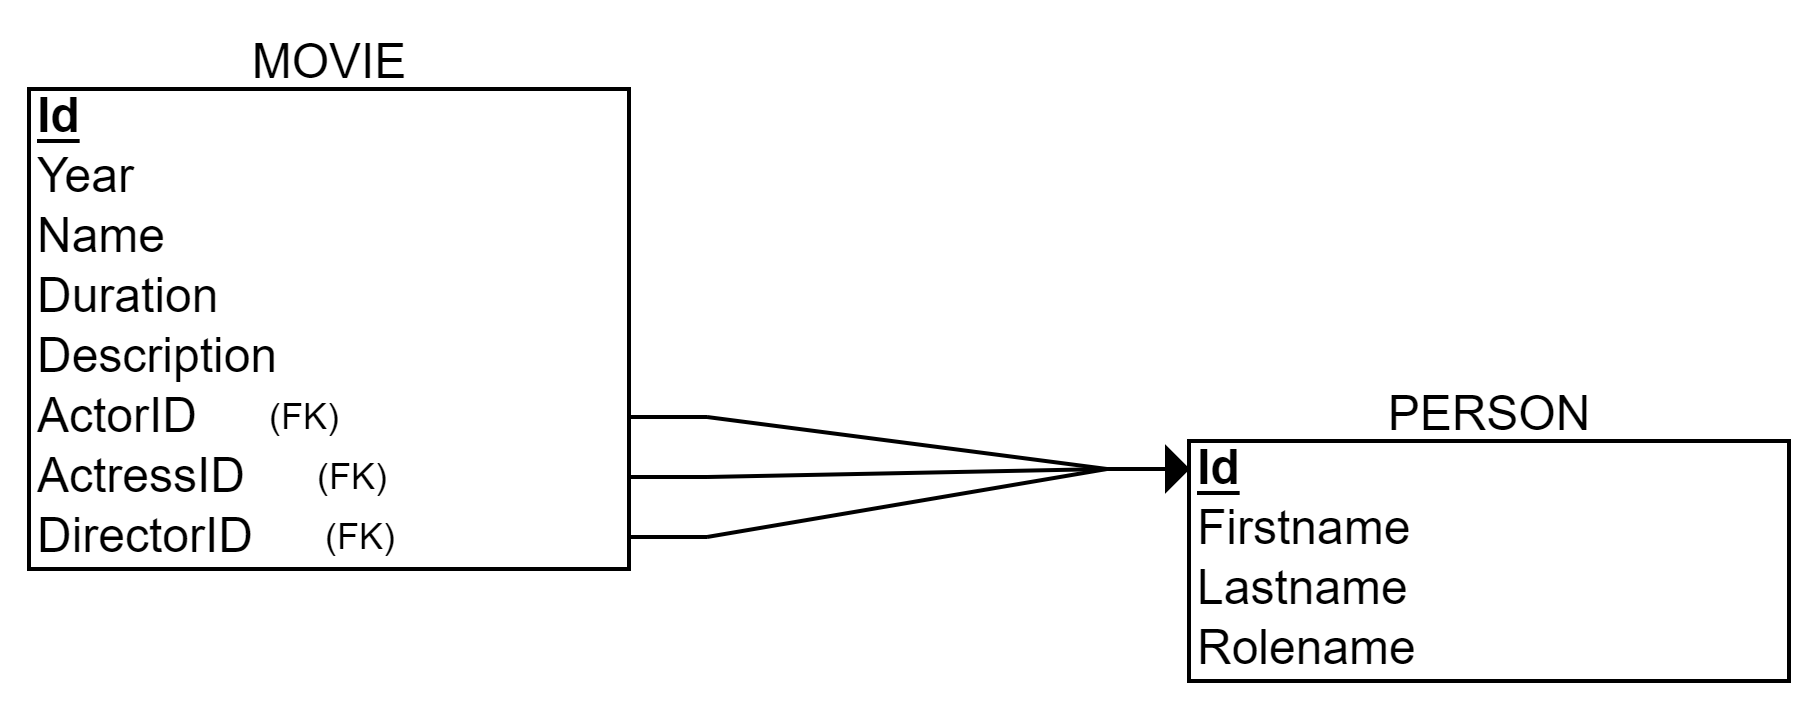 MOVIE
Id
Year
Name
Duration
Description
ActorID (FK)
ActressID (FK)
DirectorID (FK)
PERSON
Id
Firstname
Lastname
Rolename